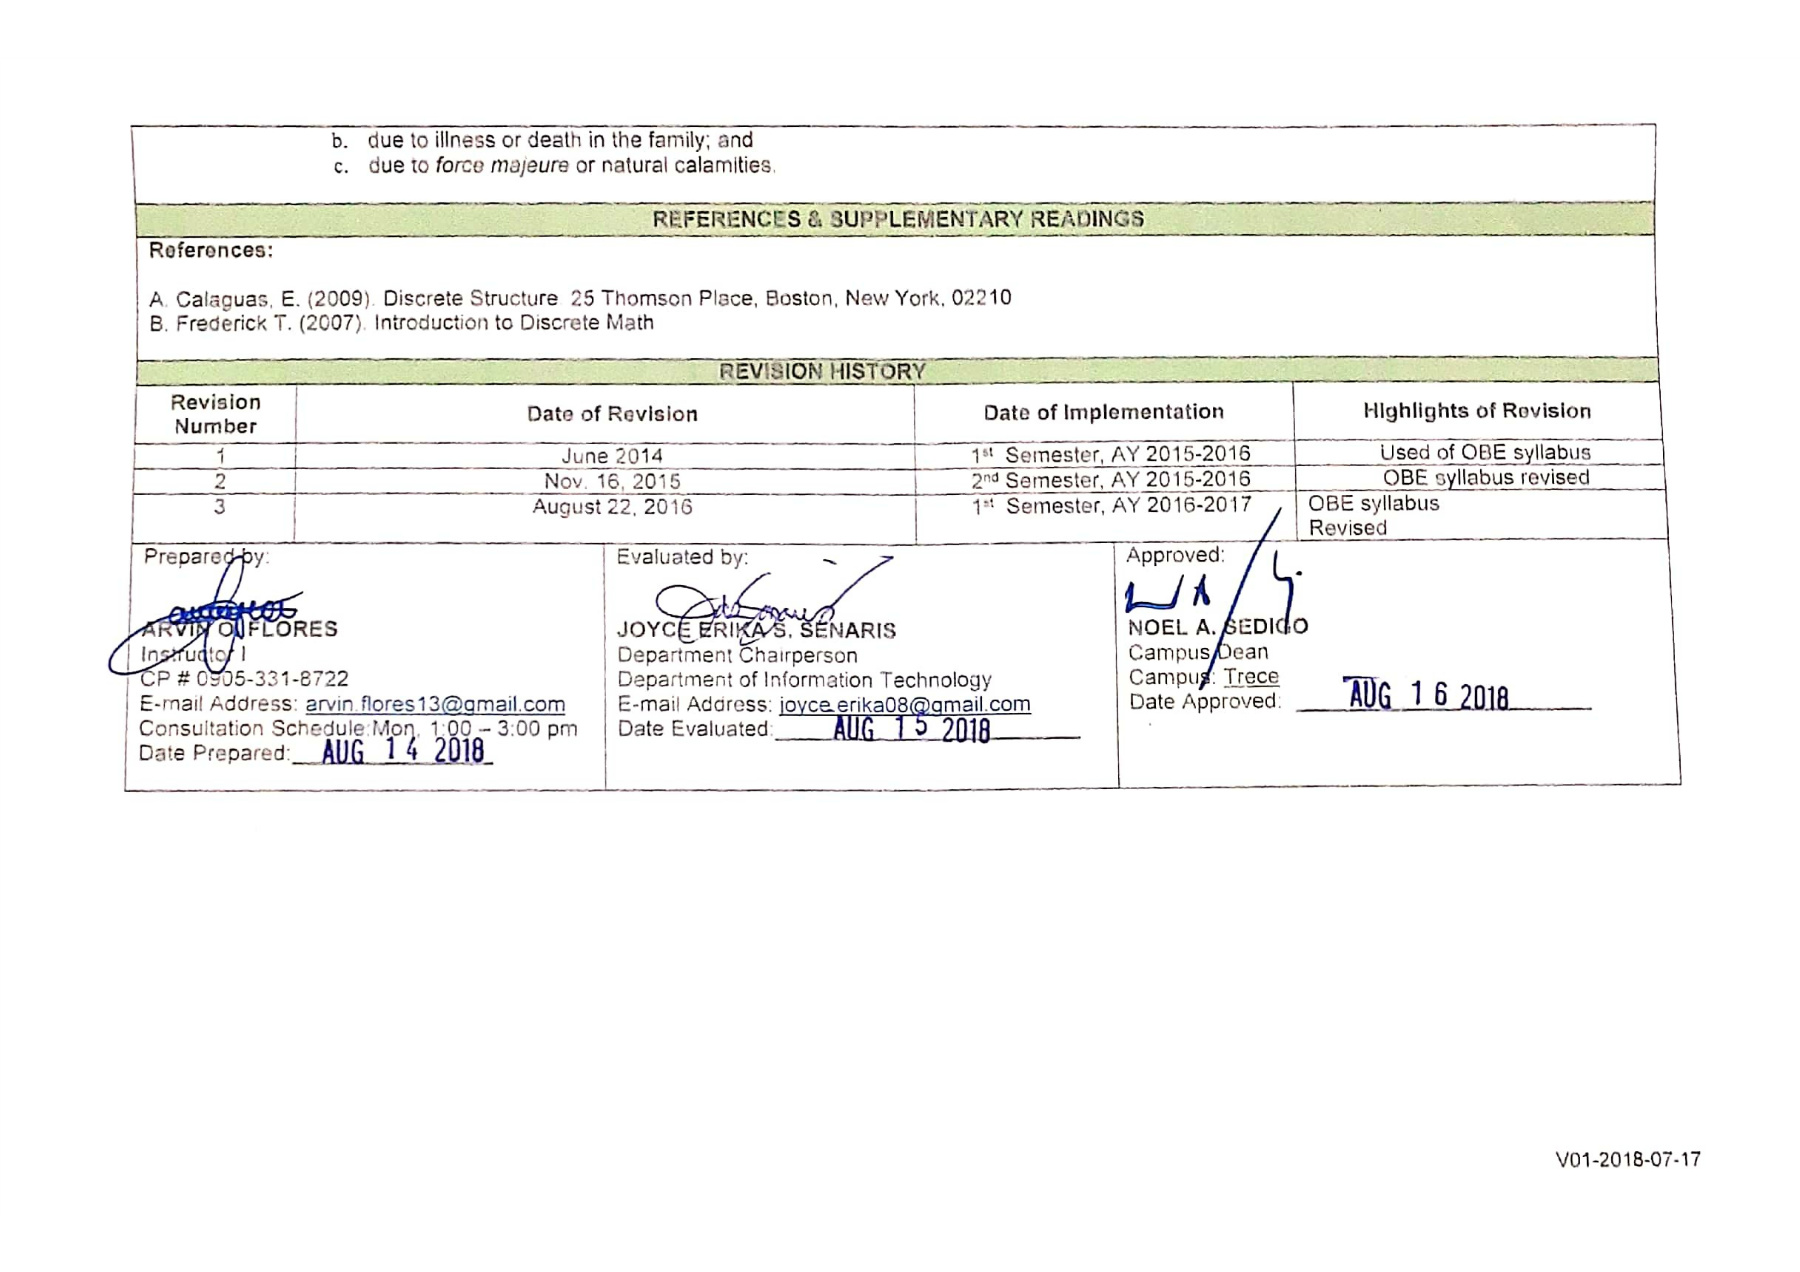 b. due to illness or death in the family; and
c. due to force majeure or natural calamities.
REFERENCES & SUPPLEMENTARY READINGS
References:
A. Calaguas, E. (2009). Discrete Structure. 25 Thomson Place, Boston, New York, 02210
B. Frederick T. (2007). Introduction to Discrete Math
REVISION HISTORY
Revision Number Date of Revision Date of Implementation Highlights of Revision
1 June 2014 1st Semester, AY 2015-2016 Used of OBE syllabus
2 Nov. 16, 2015 2nd Semester, AY 2015-2016 OBE syllabus revised
3 August 22, 2016 1st Semester, AY 2016-2017 OBE syllabus
Revised
Prepared by:
ARVIN O. FLORES
Instructor I
CP # 0905-331-8722
E-mail Address: arvin.flores13@gmail.com
Consultation Schedule:Mon, 1:00 – 3:00 pm
Date Prepared: AUG 14 2018
Evaluated by:
JOYCE ERIKA S. SENARIS
Department Chairperson
Department of Information Technology
E-mail Address: joyce.erika08@gmail.com
Date Evaluated: AUG 15 2018
Approved:
NOEL A. SEDIGO
Campus Dean
Campus: Trece
Date Approved: AUG 16 2018
V01-2018-07-17